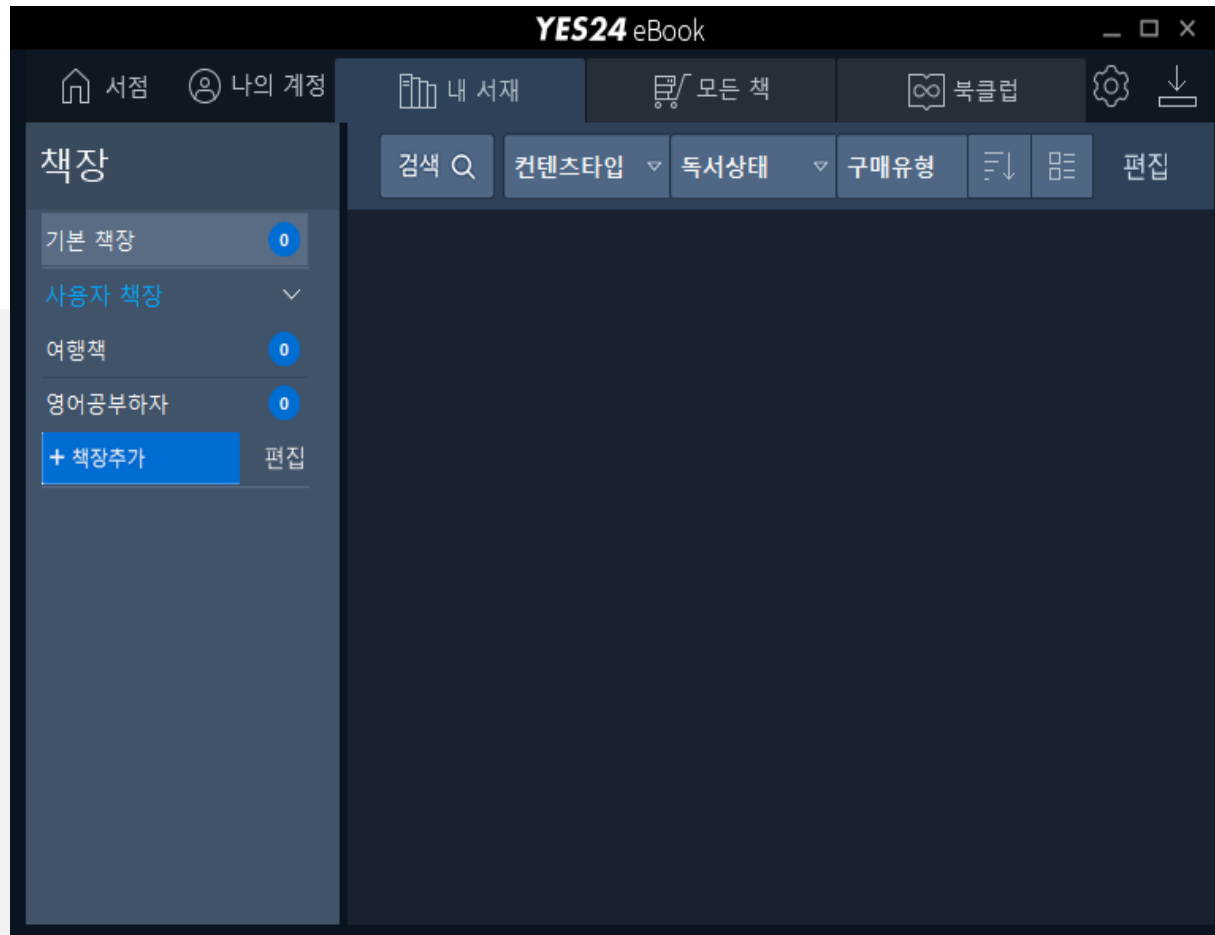 YES24 eBook
서점 나의 계정 내 서재 모든 책 북클럽
책장 검색 컨텐츠타입 독서상태 구매유형 편집
기본 책장 0
사용자 책장
여행책 0
영어공부하자 0
+ 책장추가 편집